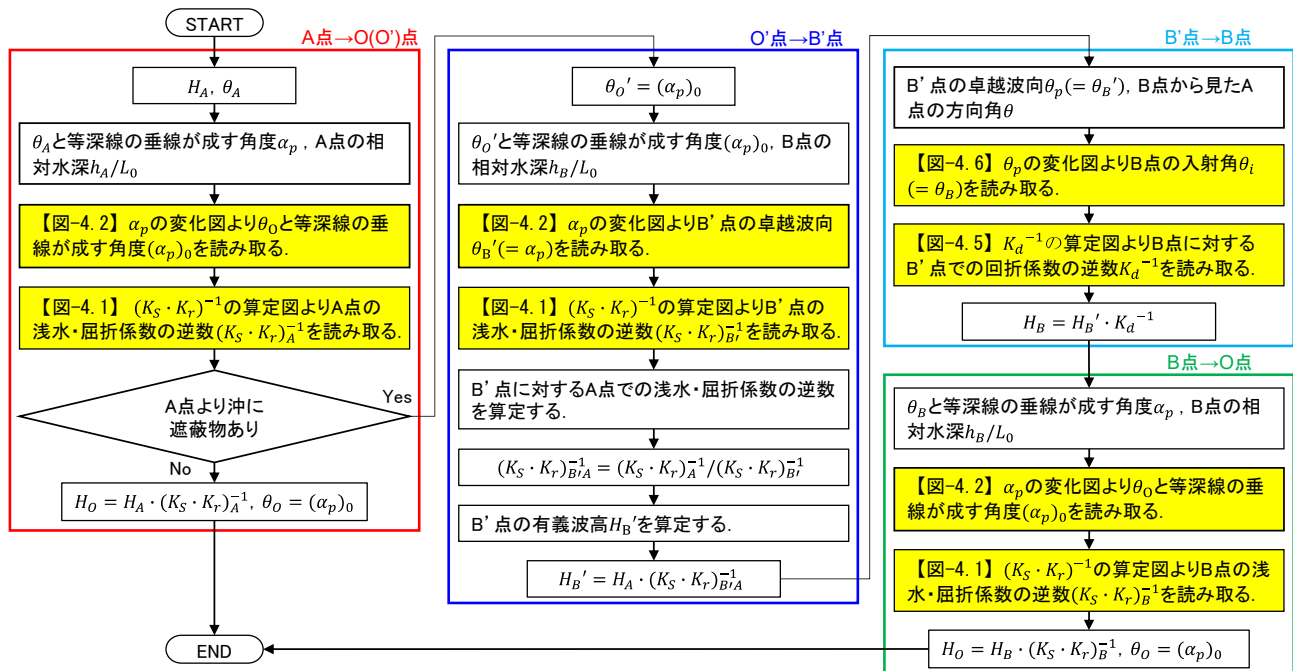 START
A点→O(O')点
H_A, θ_A
θ_Aと等深線の垂線が成す角度α_p , A点の相
対水深h_A/L_0
【図-4.2】 α_pの変化図よりθ_Oと等深線の垂
線が成す角度(α_p)_0を読み取る.
【図-4.1】 (K_S・K_r)^{-1}の算定図よりA点の
浅水・屈折係数の逆数(K_S・K_r)_A^{-1}を読み取る.
A点より沖に
遮蔽物あり
Yes
No
H_O = H_A・(K_S・K_r)_A^{-1}, θ_O = (α_p)_0
END
O'点→B'点
θ_O' = (α_p)_0
θ_O'と等深線の垂線が成す角度(α_p)_0, B点の
相対水深h_B/L_0
【図-4.2】 α_pの変化図よりB'点の卓越波向
θ_B'(= α_p)を読み取る.
【図-4.1】 (K_S・K_r)^{-1}の算定図よりB'点の
浅水・屈折係数の逆数(K_S・K_r)_{B'}^{-1}を読み取る.
B'点に対するA点での浅水・屈折係数の逆数
を算定する.
(K_S・K_r)_{B'A}^{-1} = (K_S・K_r)_A^{-1}/(K_S・K_r)_{B'}^{-1}
B'点の有義波高H_B'を算定する.
H_B' = H_A・(K_S・K_r)_{B'A}^{-1}
B'点→B点
B'点の卓越波向θ_p(= θ_B'), B点から見たA
点の方向角θ
【図-4.6】 θ_pの変化図よりB点の入射角θ_i
(= θ_B)を読み取る.
【図-4.5】 K_d^{-1}の算定図よりB点に対する
B'点での回折係数の逆数K_d^{-1}を読み取る.
H_B = H_B'・K_d^{-1}
B点→O点
θ_Bと等深線の垂線が成す角度α_p , B点の相
対水深h_B/L_0
【図-4.2】 α_pの変化図よりθ_Oと等深線の垂
線が成す角度(α_p)_0を読み取る.
【図-4.1】 (K_S・K_r)^{-1}の算定図よりB点の浅
水・屈折係数の逆数(K_S・K_r)_B^{-1}を読み取る.
H_O = H_B・(K_S・K_r)_B^{-1}, θ_O = (α_p)_0